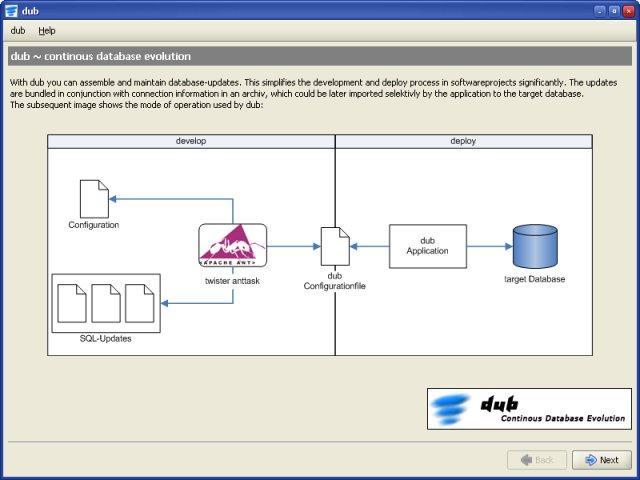 dub
dub Help
dub ~ continous database evolution
With dub you can assemble and maintain database-updates. This simplifies the development and deploy process in softwareprojects significantly. The updates
are bundled in conjunction with connection information in an archiv, which could be later imported selektivly by the application to the target database.
The subsequent image shows the mode of operation used by dub:
develop
deploy
Configuration
<APACHE ANT>
twister anttask
dub
Configurationfile
dub
Application
target Database
SQL-Updates
dub
Continous Database Evolution
Back
Next